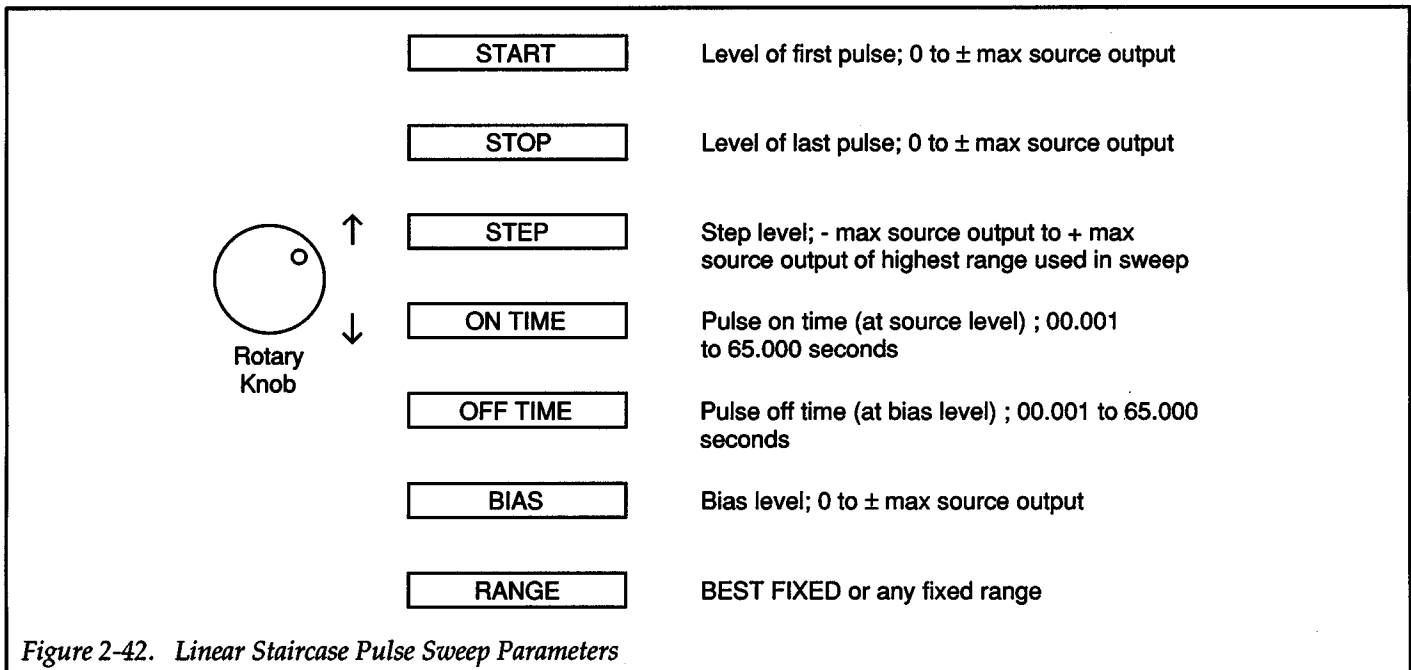 START
Level of first pulse; 0 to ± max source output
STOP
Level of last pulse; 0 to ± max source output
↑
STEP
Step level; - max source output to + max
source output of highest range used in sweep
↓
Rotary
Knob
ON TIME
Pulse on time (at source level) ; 00.001
to 65.000 seconds
OFF TIME
Pulse off time (at bias level) ; 00.001 to 65.000
seconds
BIAS
Bias level; 0 to ± max source output
RANGE
BEST FIXED or any fixed range
Figure 2-42. Linear Staircase Pulse Sweep Parameters